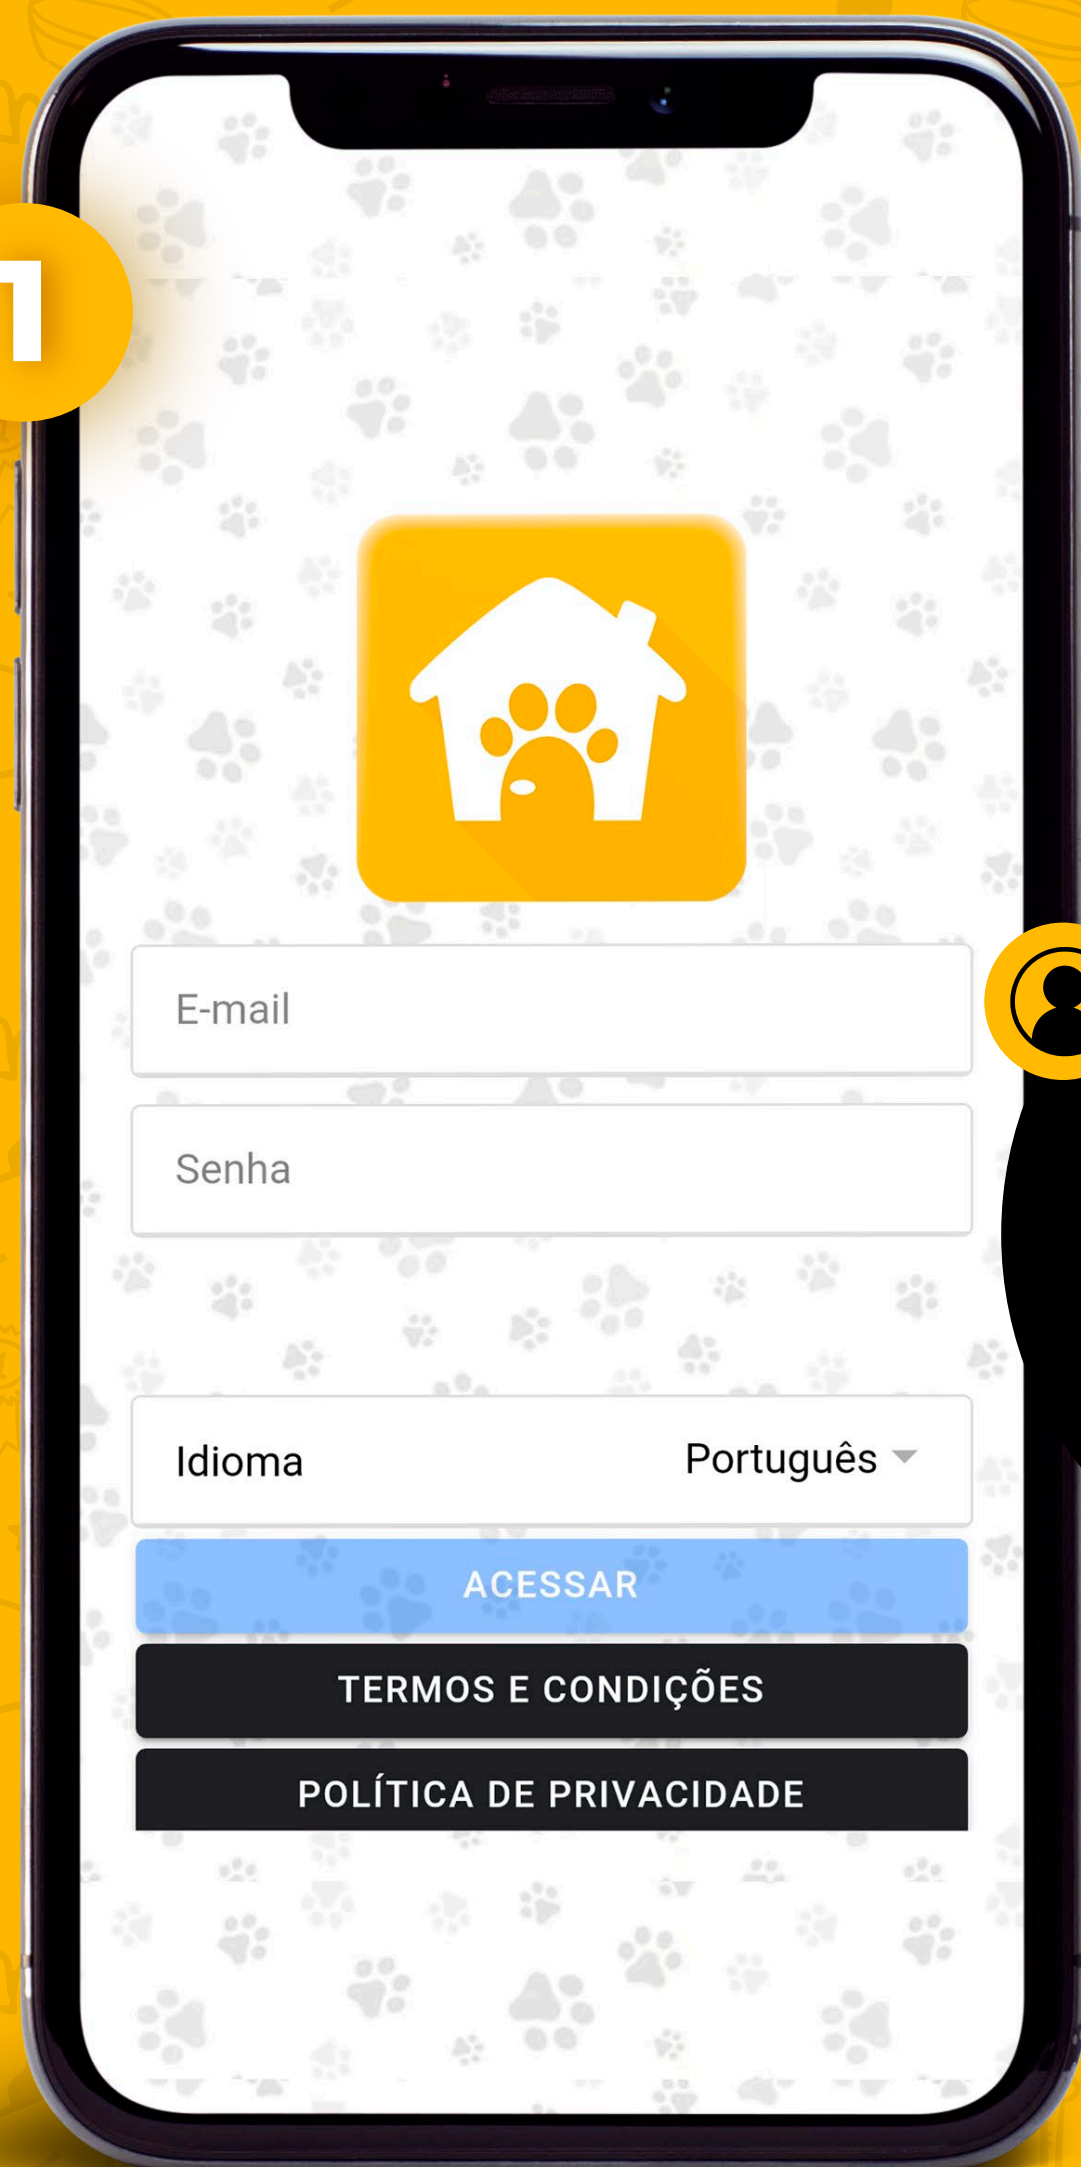 1
E-mail
Senha
Idioma Português
ACESSAR
TERMOS E CONDIÇÕES
POLÍTICA DE PRIVACIDADE